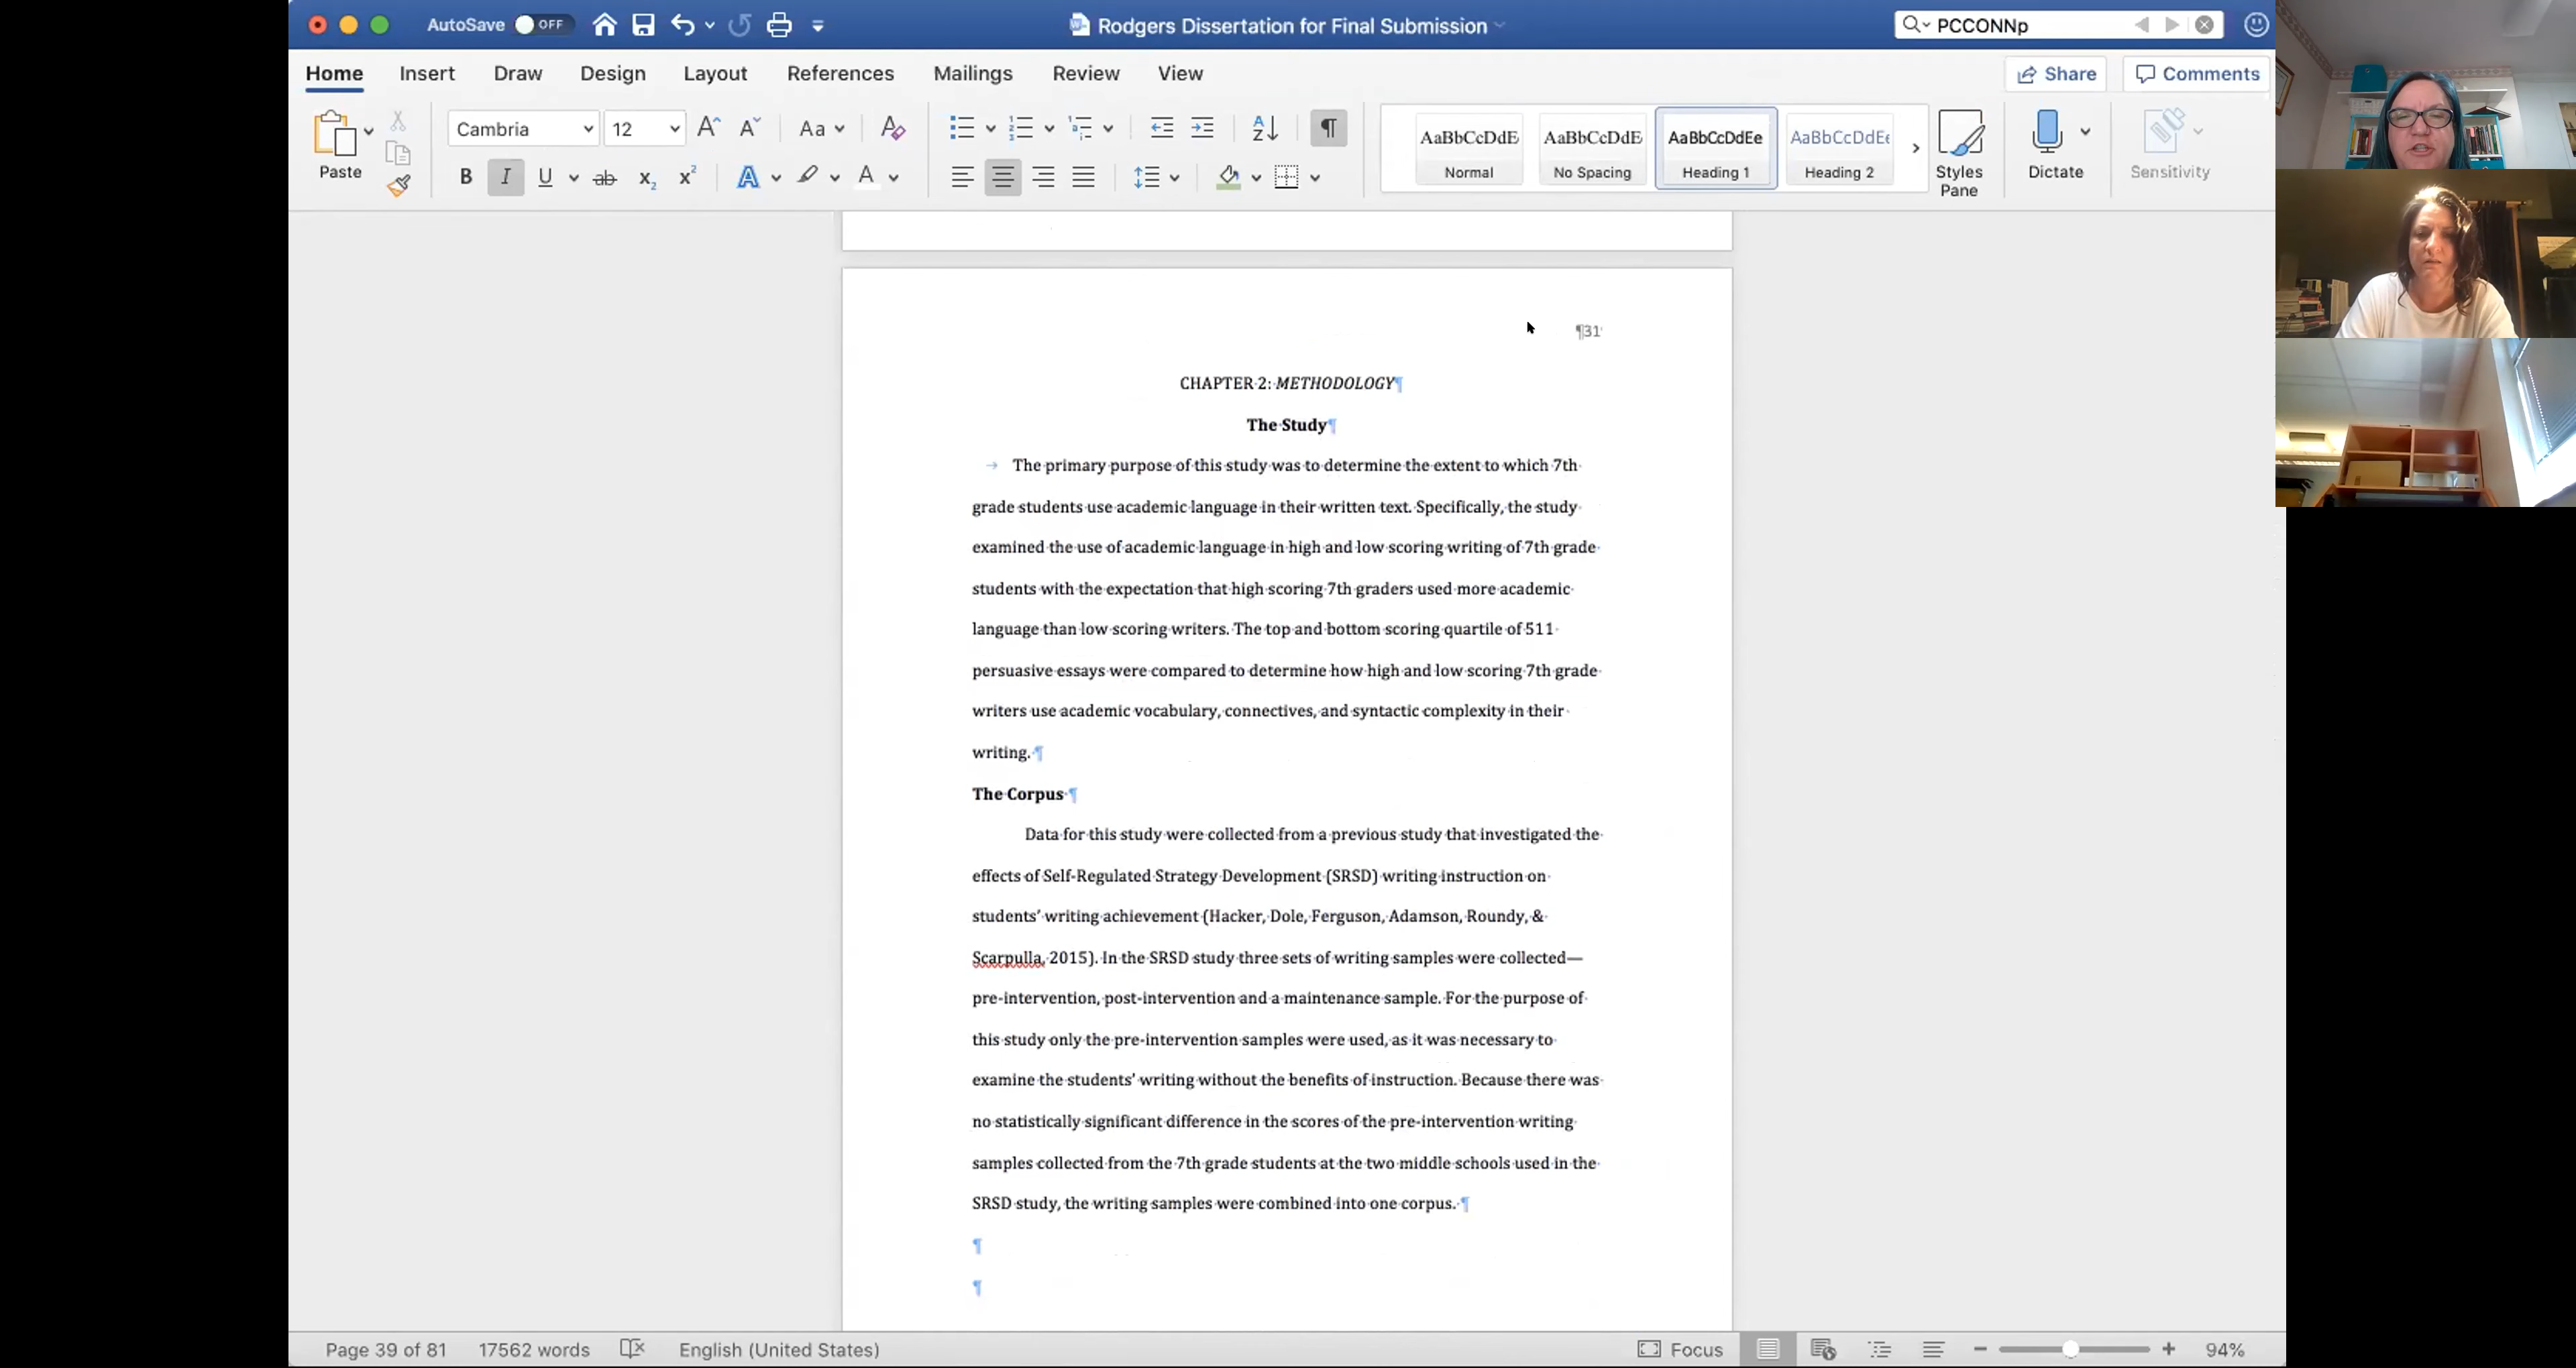 AutoSave OFF
Rodgers Dissertation for Final Submission
PCCONNp
Home Insert Draw Design Layout References Mailings Review View
Share Comments
Paste
Cambria 12
Aa
AaBbCcDdE AaBbCcDdE AaBbCcDdEe AaBbCcDdEe
Normal No Spacing Heading 1 Heading 2
Styles Pane
Dictate
Sensitivity
¶31
CHAPTER 2: METHODOLOGY¶
The Study¶
→ The primary purpose of this study was to determine the extent to which 7th
grade students use academic language in their written text. Specifically, the study
examined the use of academic language in high and low scoring writing of 7th grade
students with the expectation that high scoring 7th graders used more academic
language than low scoring writers. The top and bottom scoring quartile of 511
persuasive essays were compared to determine how high and low scoring 7th grade
writers use academic vocabulary, connectives, and syntactic complexity in their
writing. ¶
The Corpus ¶
Data for this study were collected from a previous study that investigated the
effects of Self-Regulated Strategy Development (SRSD) writing instruction on
students’ writing achievement (Hacker, Dole, Ferguson, Adamson, Roundy, &
Scarpulla, 2015). In the SRSD study three sets of writing samples were collected—
pre-intervention, post-intervention and a maintenance sample. For the purpose of
this study only the pre-intervention samples were used, as it was necessary to
examine the students’ writing without the benefits of instruction. Because there was
no statistically significant difference in the scores of the pre-intervention writing
samples collected from the 7th grade students at the two middle schools used in the
SRSD study, the writing samples were combined into one corpus. ¶
¶
¶
Page 39 of 81 17562 words English (United States)
Focus 94%